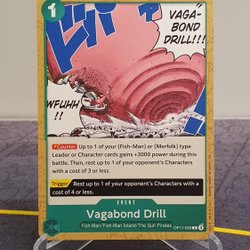 1
VAGA-
BOND
DRILL!!!
WFUHH
!!
Counter Up to 1 of your {Fish-Man} or {Merfolk} type
Leader or Character cards gains +3000 power during this
battle. Then, rest up to 1 of your opponent's Characters
with a cost of 3 or less.
Trigger Rest up to 1 of your opponent's Characters with a
cost of 4 or less.
EVENT
Vagabond Drill
Fish-Man/Fish-Man Island/The Sun Pirates